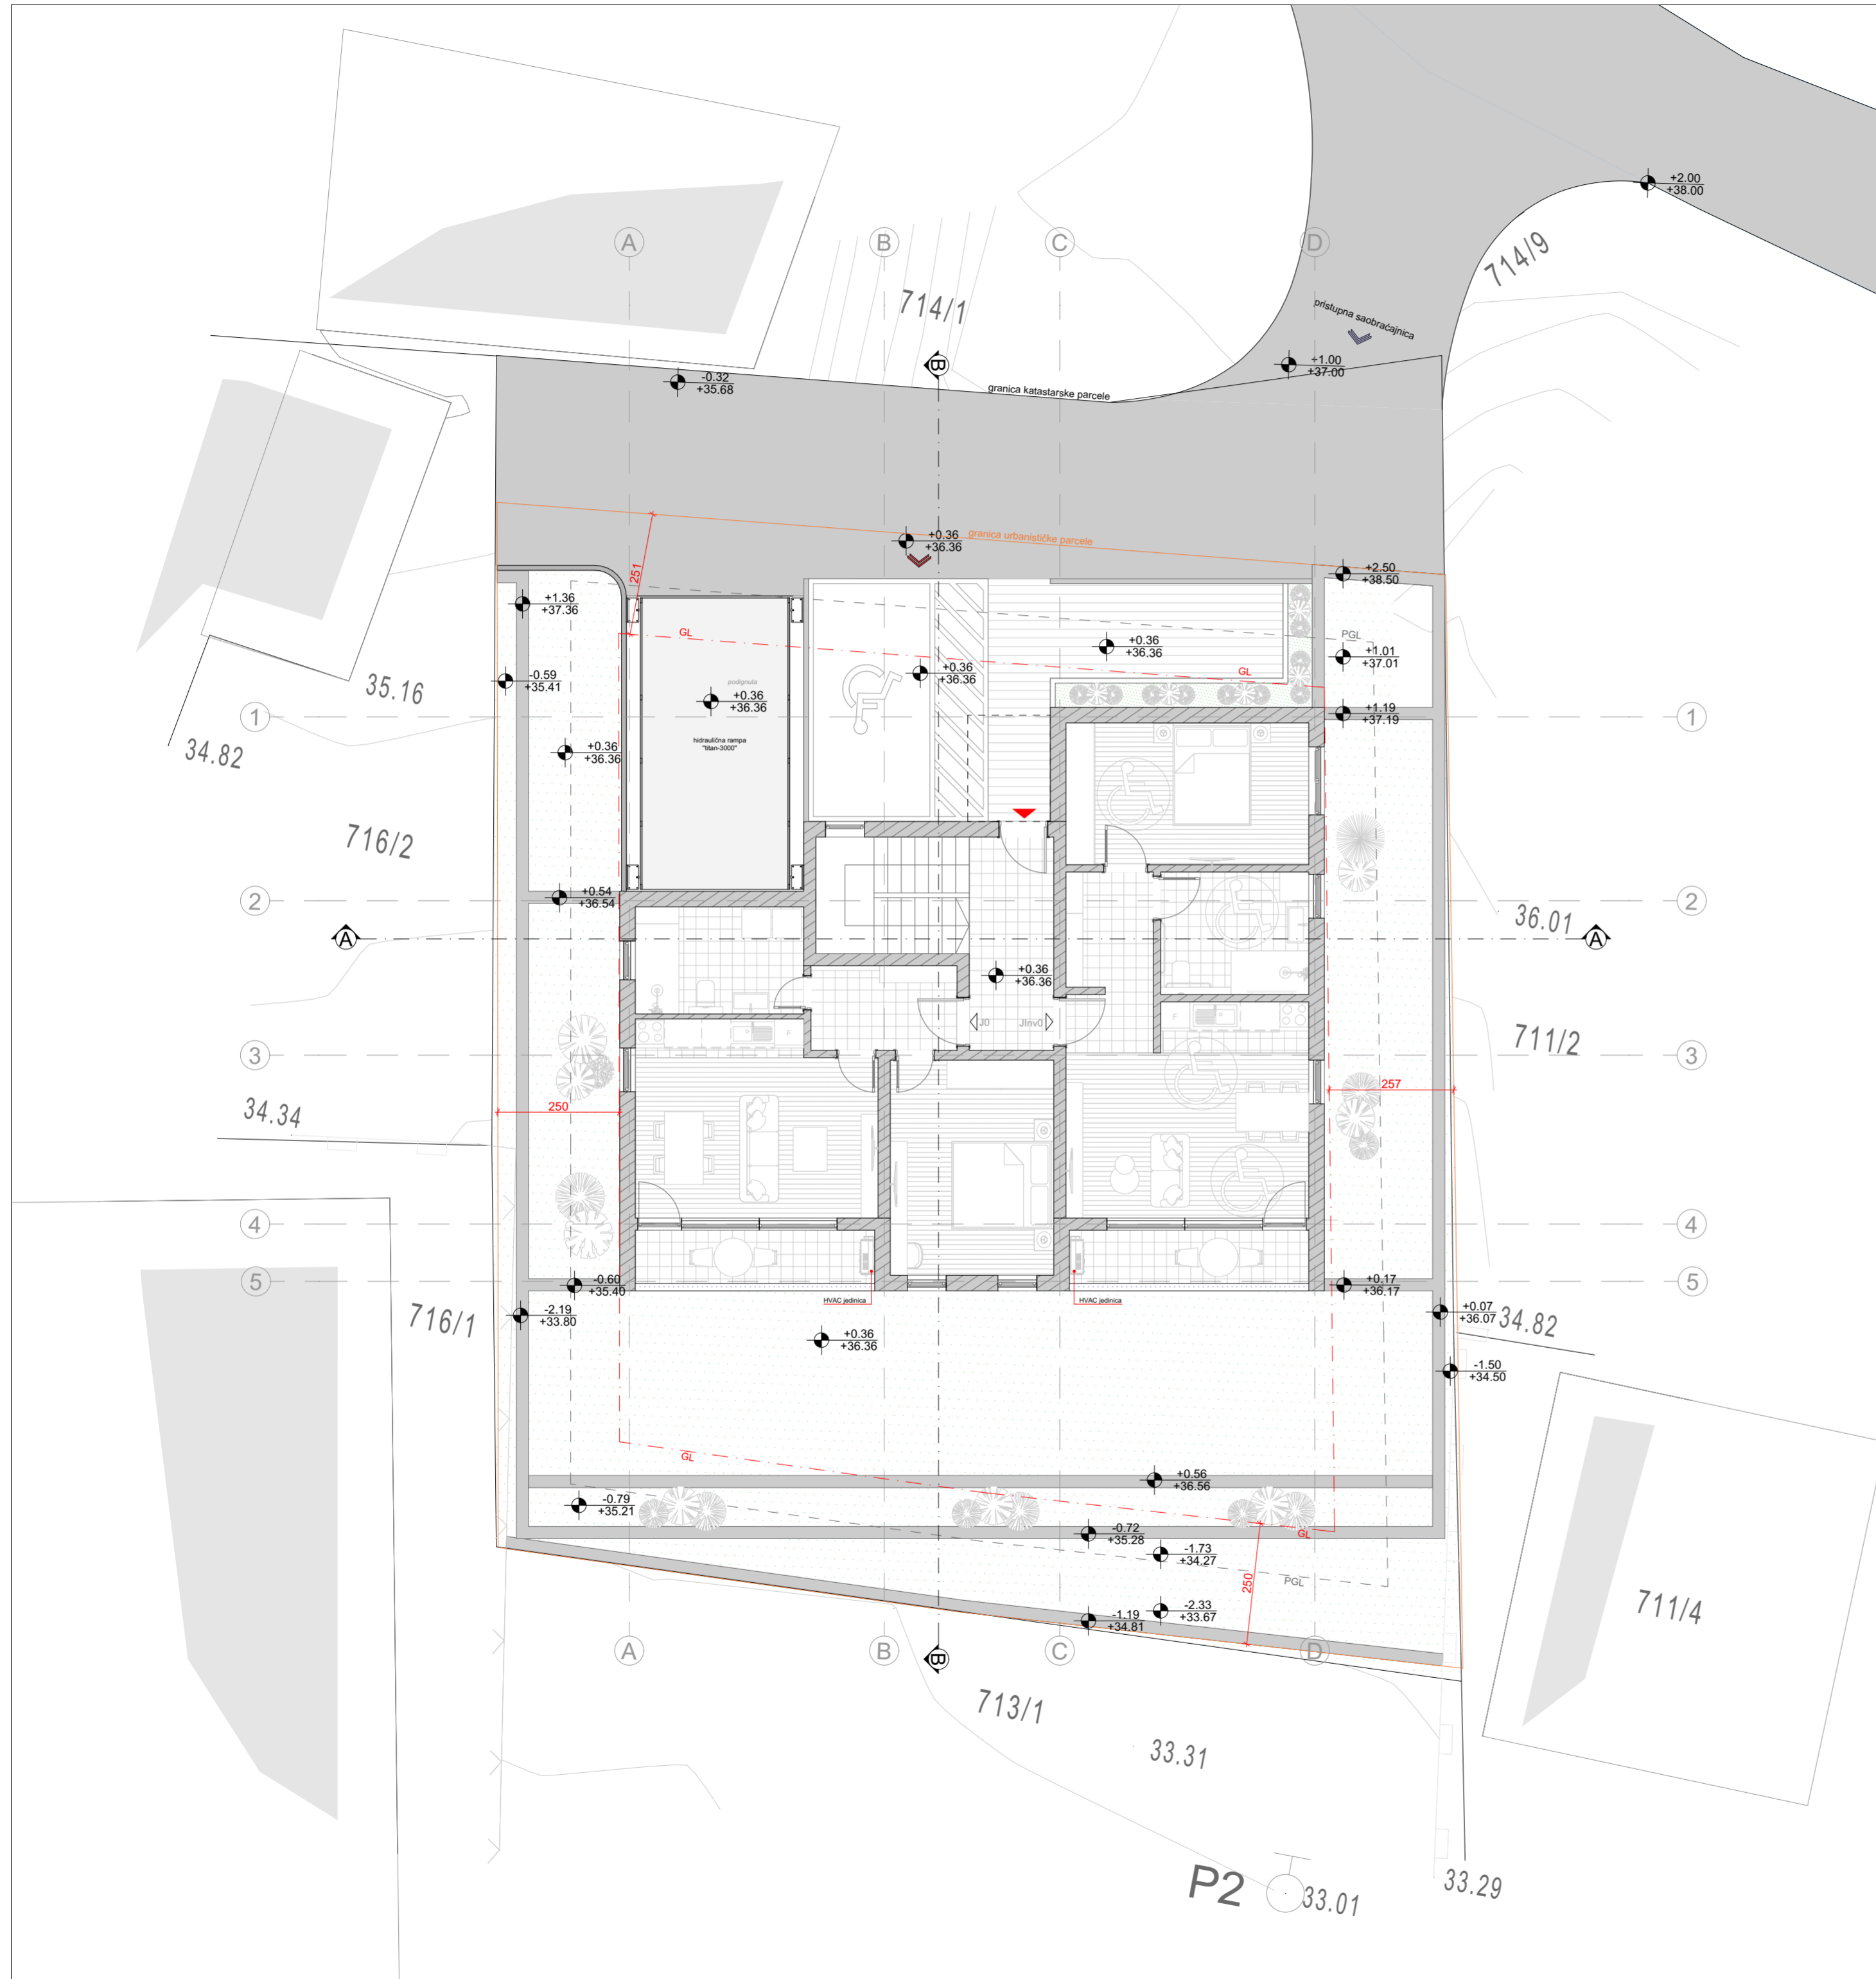 +2.00
+38.00
714/9
A
B
C
D
714/1
pristupna saobraćajnica
+1.00
+37.00
B
-0.32
+35.68
granica katastarske parcele
+0.36
+36.36
granica urbanističke parcele
251
+2.50
+38.50
+1.36
+37.36
GL
PGL
+0.36
+36.36
+1.01
+37.01
-0.59
+35.41
35.16
podignuta
+0.36
+36.36
+0.36
+36.36
GL
1
+1.19
+37.19
1
34.82
hidraulična rampa
"titan-3000"
+0.36
+36.36
716/2
2
+0.54
+36.54
2
36.01
A
A
+0.36
+36.36
J0
JInv0
F
F
711/2
3
3
257
250
34.34
4
4
5
-0.60
+35.40
+0.17
+36.17
5
HVAC jedinica
HVAC jedinica
716/1
-2.19
+33.80
+0.07
+36.07
34.82
+0.36
+36.36
-1.50
+34.50
GL
+0.56
+36.56
-0.79
+35.21
-0.72
+35.28
GL
-1.73
+34.27
PGL
250
711/4
-2.33
+33.67
-1.19
+34.81
A
B
B
C
D
713/1
33.31
P2
33.01
33.29